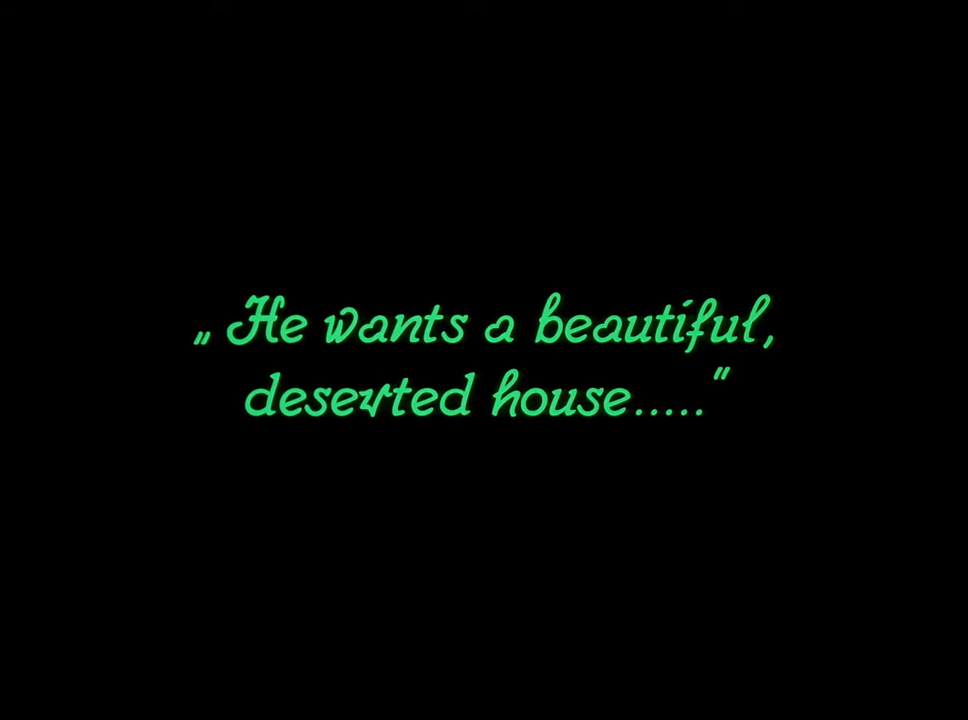 „He wants a beautiful,
deserted house....."